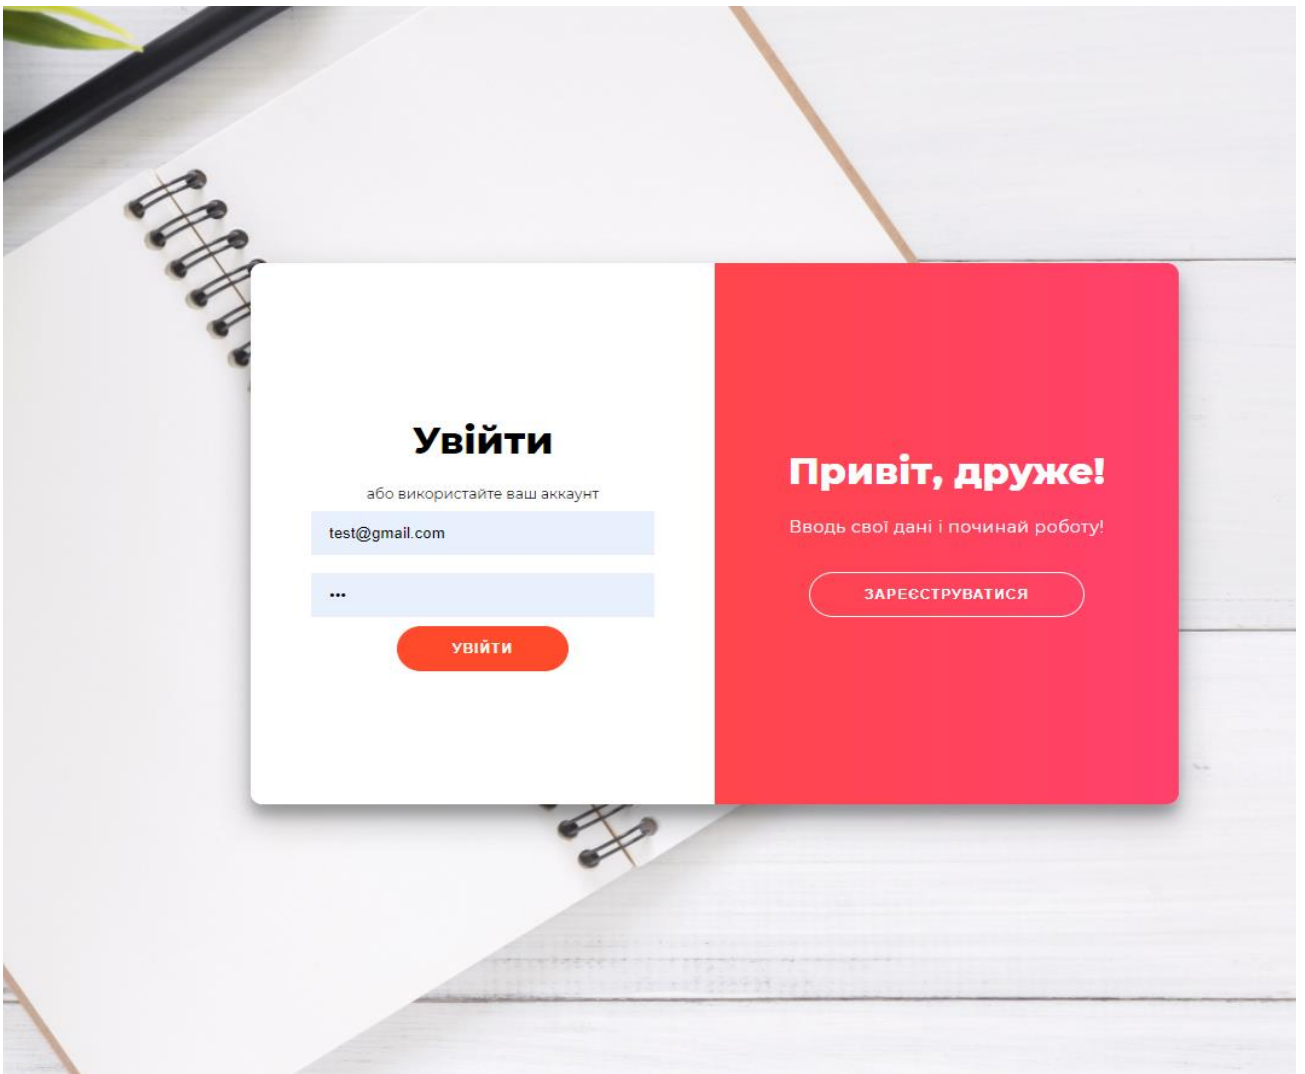 Увійти
або використайте ваш аккаунт
test@gmail.com
•••
УВІЙТИ
Привіт, друже!
Вводь свої дані і починай роботу!
ЗАРЕЄСТРУВАТИСЯ